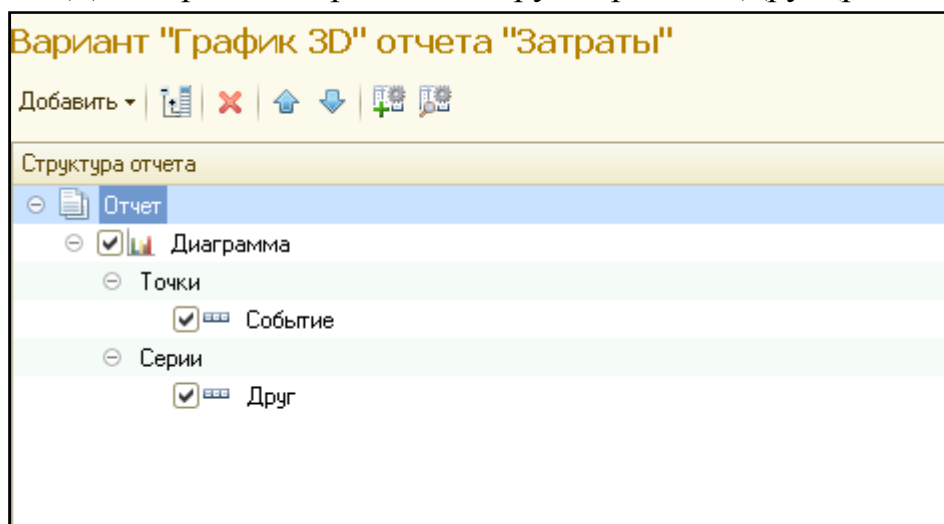 Вариант "График 3D" отчета "Затраты"
Добавить
Структура отчета
Отчет
Диаграмма
Точки
Событие
Серии
Друг